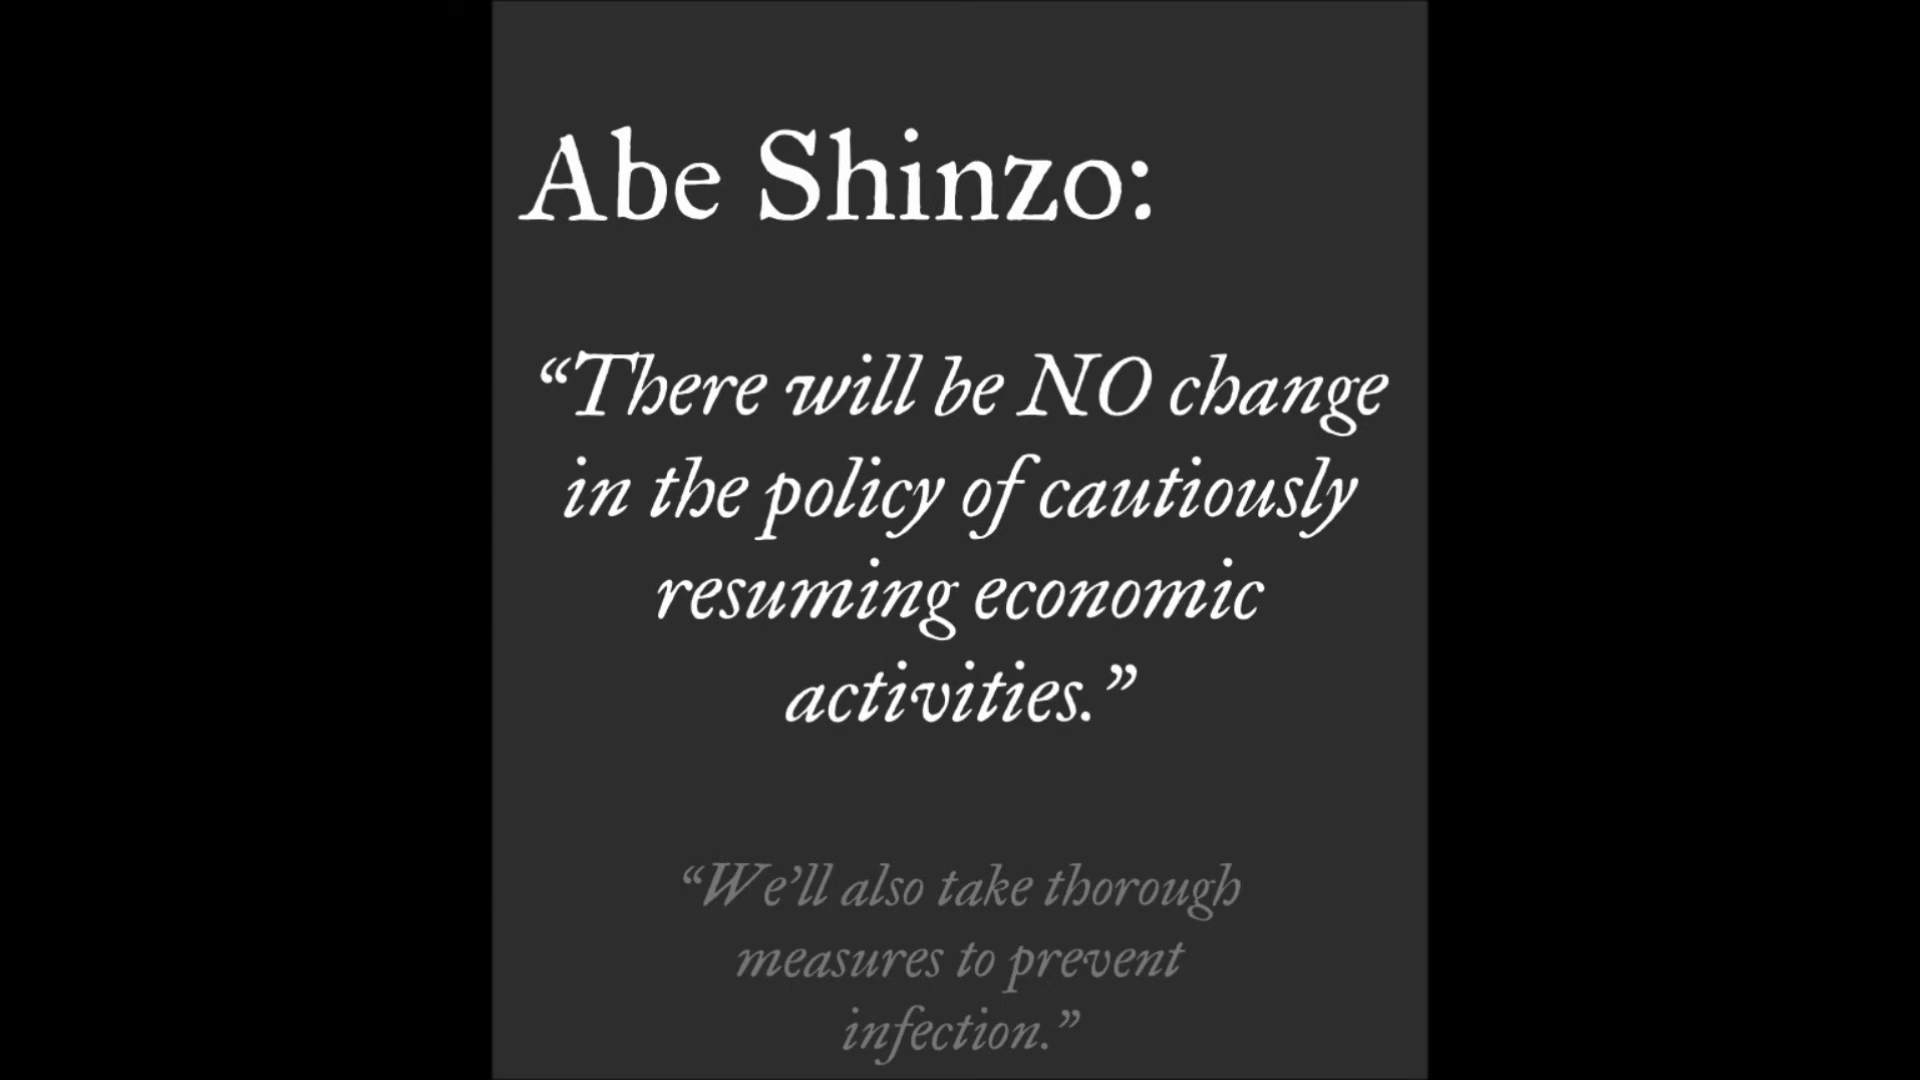 Abe Shinzo:
“There will be NO change
in the policy of cautiously
resuming economic
activities.”
“We’ll also take thorough
measures to prevent
infection.”